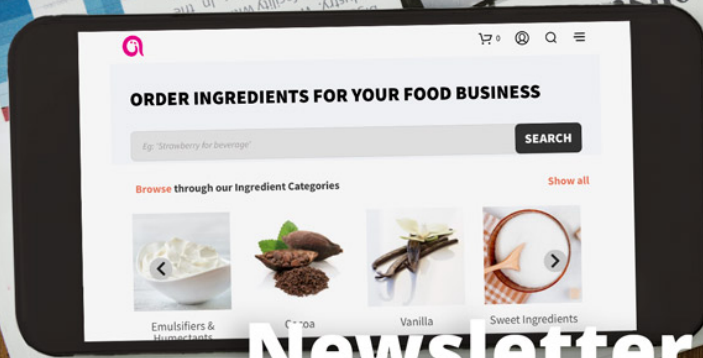 0
ORDER INGREDIENTS FOR YOUR FOOD BUSINESS
Eg: 'Strawberry for beverage'
SEARCH
Browse through our Ingredient Categories
Show all
Emulsifiers &
Humectants
Cocoa
Vanilla
Sweet Ingredients
Newsletter